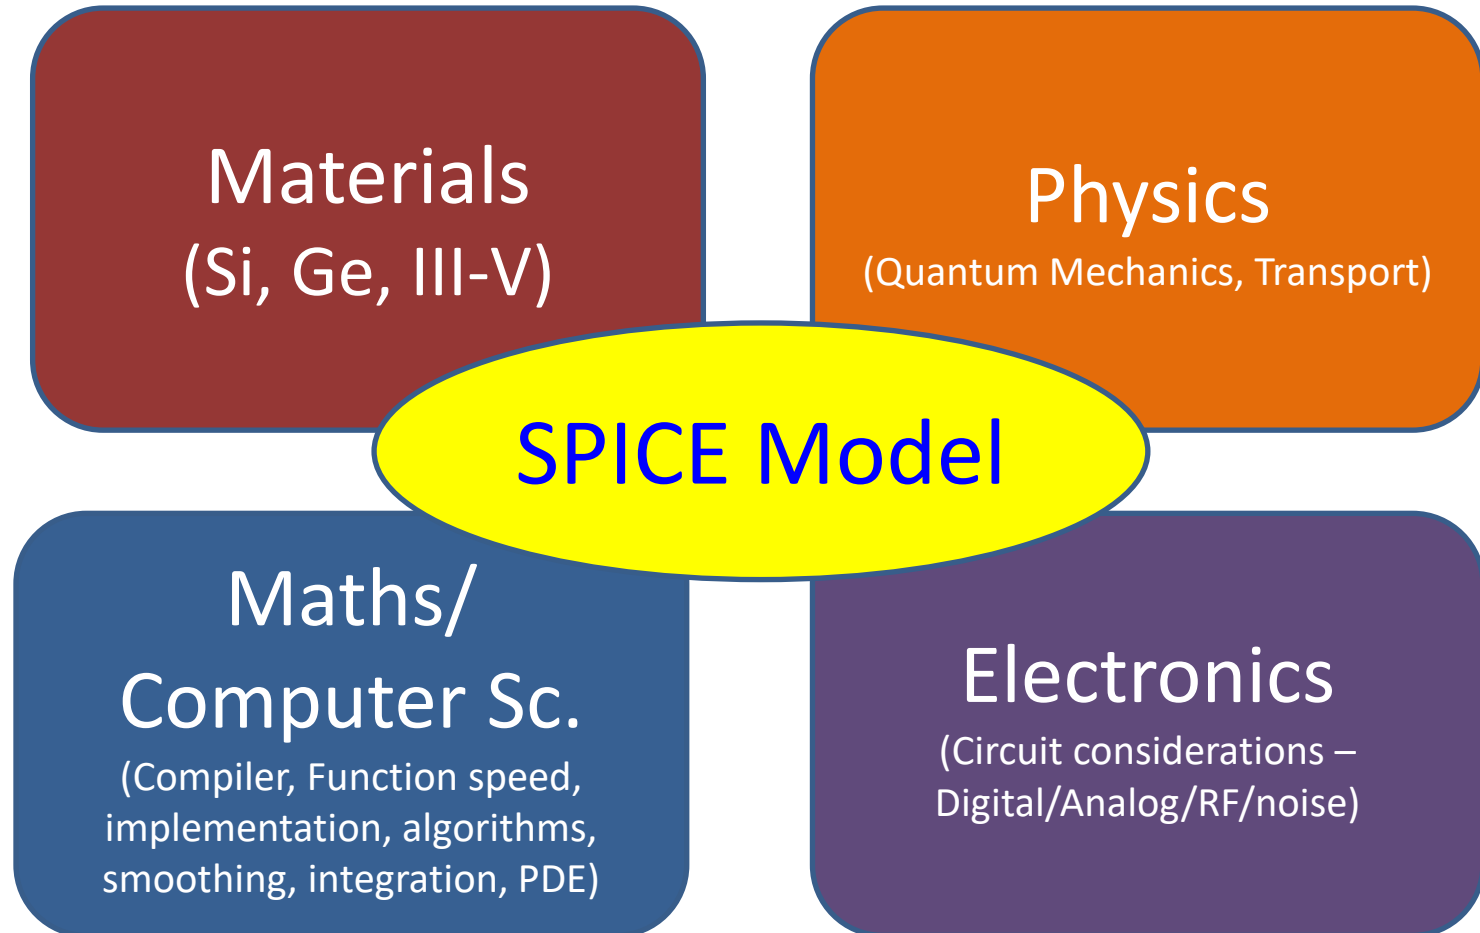 Materials
(Si, Ge, III-V)
Physics
(Quantum Mechanics, Transport)
SPICE Model
Maths/
Computer Sc.
(Compiler, Function speed,
implementation, algorithms,
smoothing, integration, PDE)
Electronics
(Circuit considerations –
Digital/Analog/RF/noise)